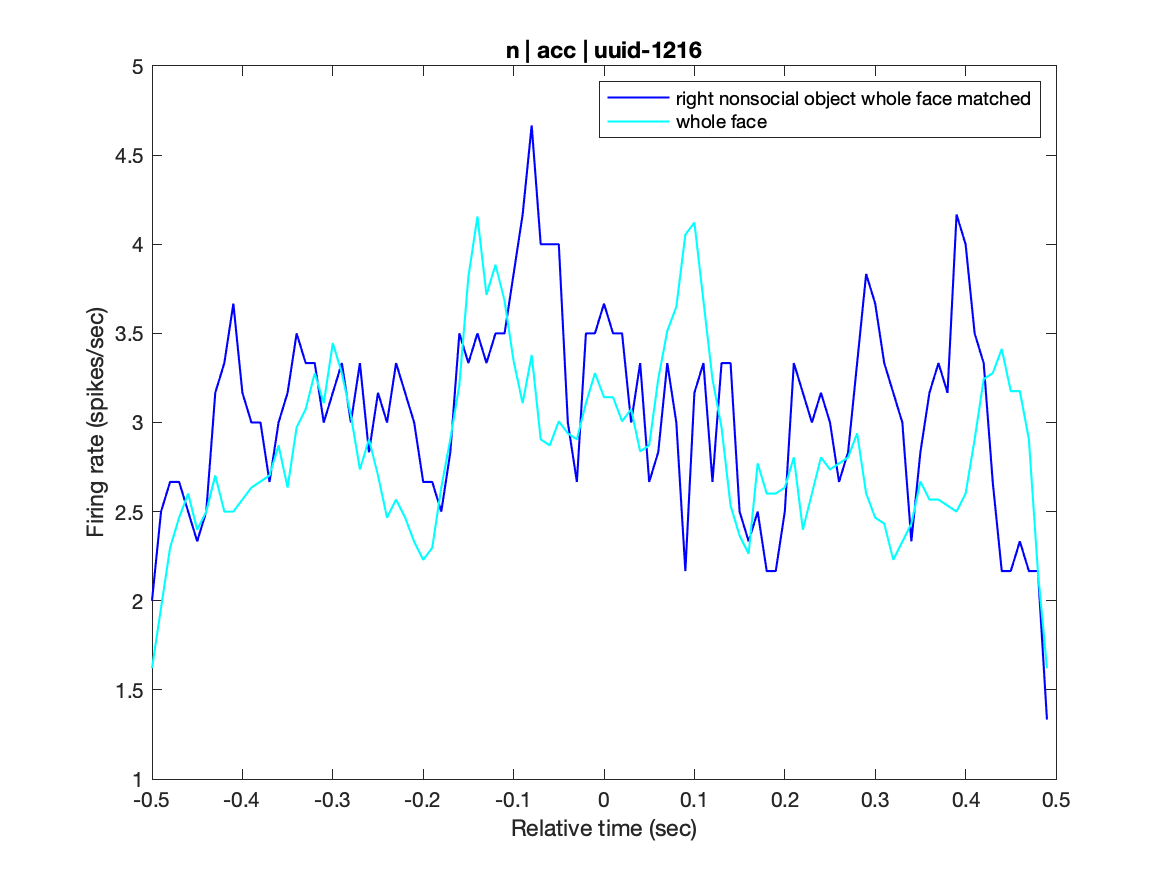 n | acc | uuid-1216
right nonsocial object whole face matched
whole face
5
4.5
4
3.5
3
2.5
2
1.5
1
Firing rate (spikes/sec)
-0.5 -0.4 -0.3 -0.2 -0.1 0 0.1 0.2 0.3 0.4 0.5
Relative time (sec)